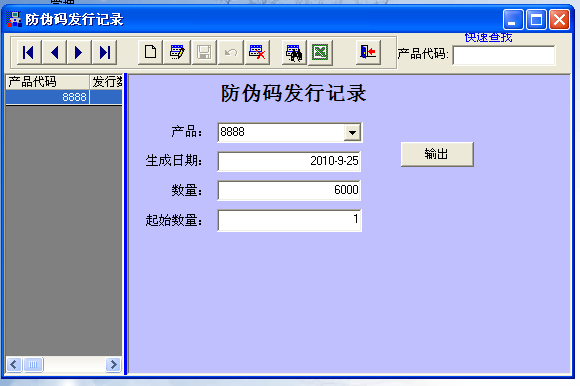 防伪码发行记录
快速查找
产品代码:
产品代码 发行数
8888
防伪码发行记录
产品： 8888
生成日期： 2010-9-25
数量： 6000
起始数量： 1
输出